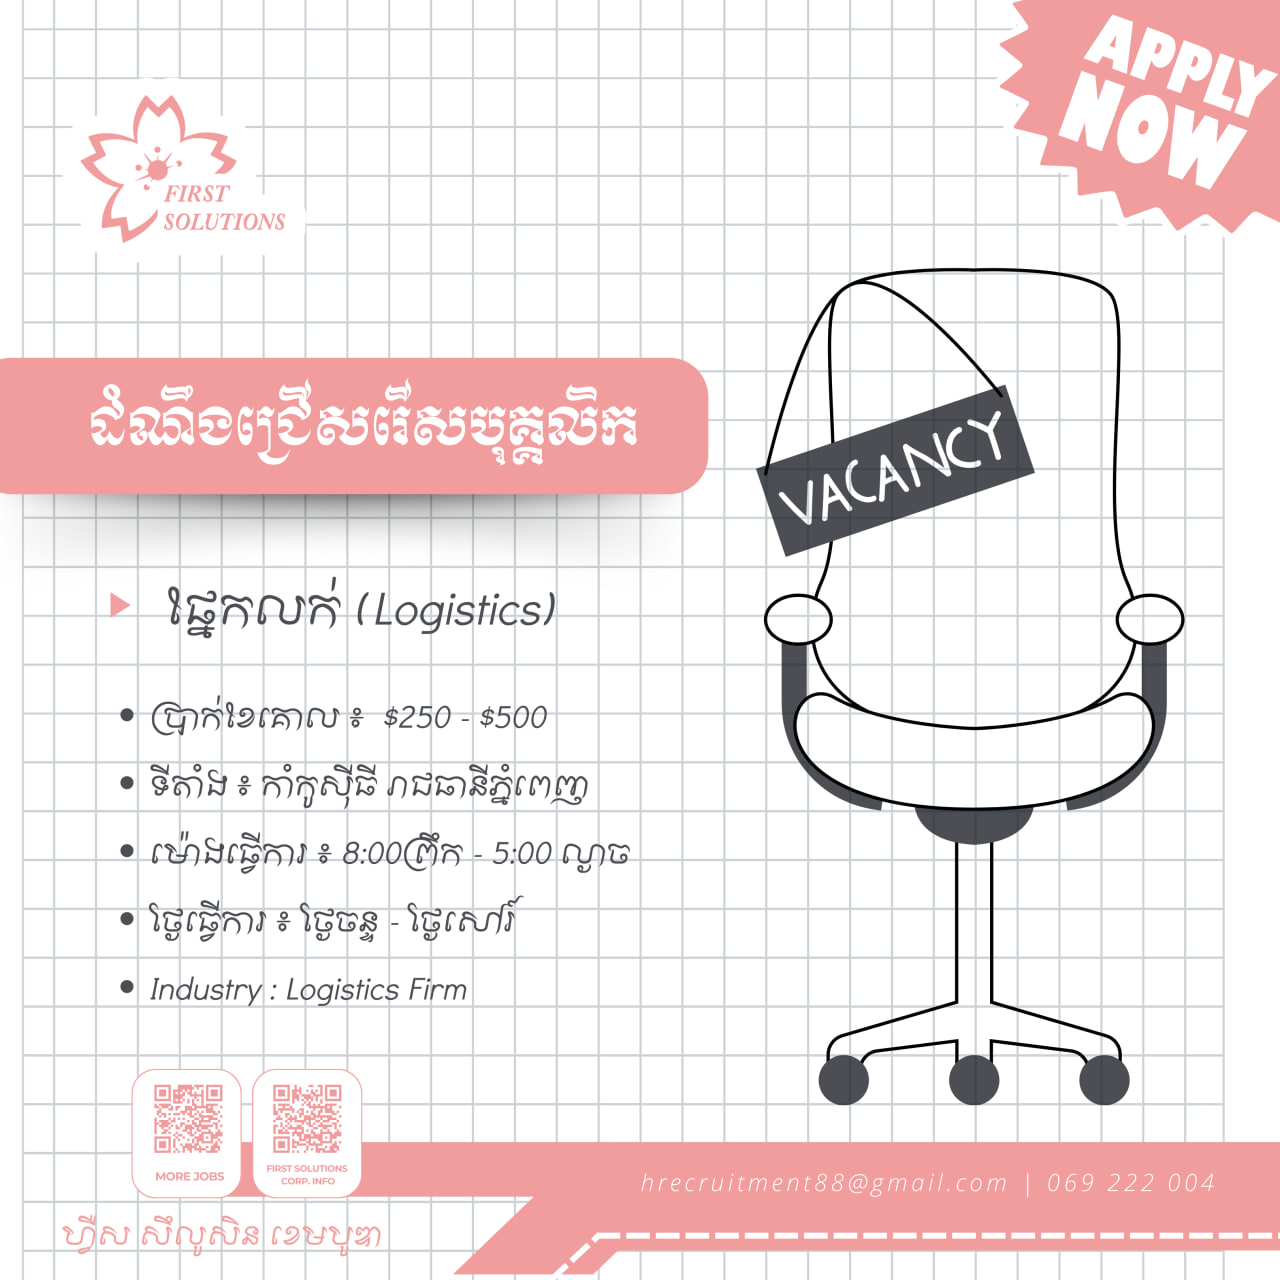 FIRST
SOLUTIONS
APPLY
NOW
ដំណឹងជ្រើសរើសបុគ្គលិក
VACANCY
ផ្នែកលក់ (Logistics)
ប្រាក់ខែគោល ៖ $250 - $500
ទីតាំង ៖ កាំកូស៊ីធី រាជធានីភ្នំពេញ
ម៉ោងធ្វើការ ៖ 8:00ព្រឹក - 5:00 ល្ងាច
ថ្ងៃធ្វើការ ៖ ថ្ងៃចន្ទ - ថ្ងៃសៅរ៍
Industry : Logistics Firm
MORE JOBS
FIRST SOLUTIONS
CORP. INFO
hrecruitment88@gmail.com | 069 222 004
ហ្វឺស សឹលូសិន ខេមបូឌា